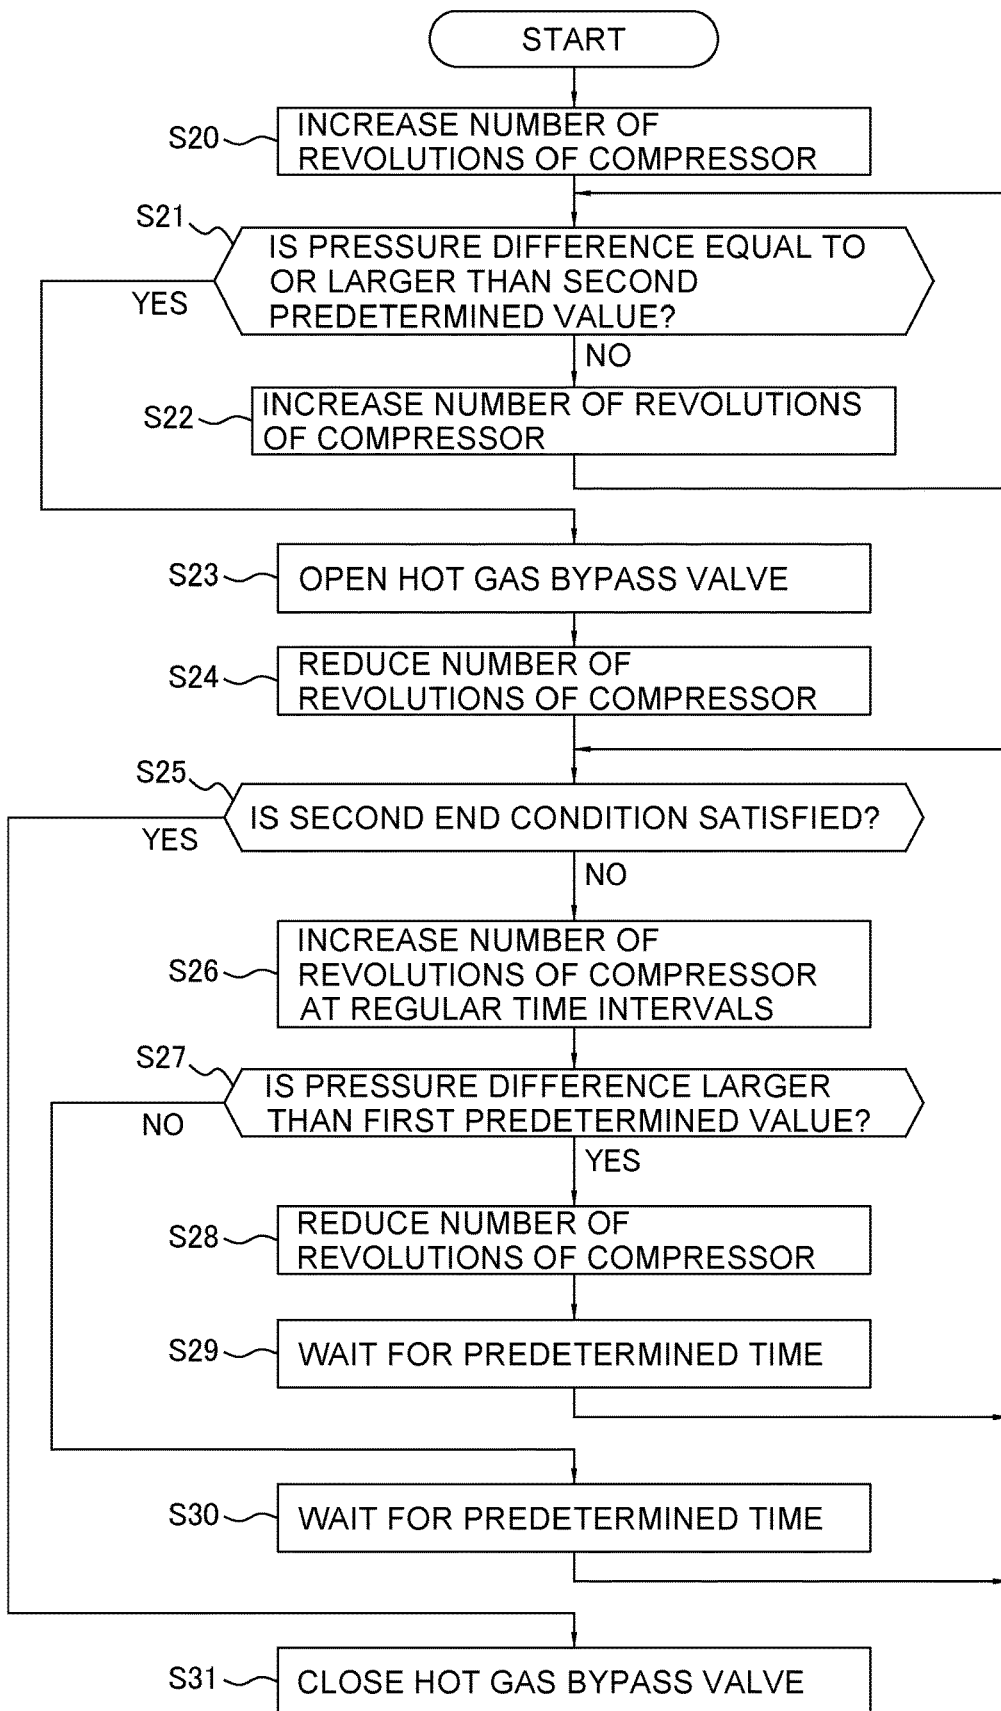 START
S20
INCREASE NUMBER OF
REVOLUTIONS OF COMPRESSOR
S21
IS PRESSURE DIFFERENCE EQUAL TO
OR LARGER THAN SECOND
PREDETERMINED VALUE?
YES
NO
S22
INCREASE NUMBER OF REVOLUTIONS
OF COMPRESSOR
S23
OPEN HOT GAS BYPASS VALVE
S24
REDUCE NUMBER OF
REVOLUTIONS OF COMPRESSOR
S25
IS SECOND END CONDITION SATISFIED?
YES
NO
S26
INCREASE NUMBER OF
REVOLUTIONS OF COMPRESSOR
AT REGULAR TIME INTERVALS
S27
IS PRESSURE DIFFERENCE LARGER
THAN FIRST PREDETERMINED VALUE?
NO
YES
S28
REDUCE NUMBER OF
REVOLUTIONS OF COMPRESSOR
S29
WAIT FOR PREDETERMINED TIME
S30
WAIT FOR PREDETERMINED TIME
S31
CLOSE HOT GAS BYPASS VALVE